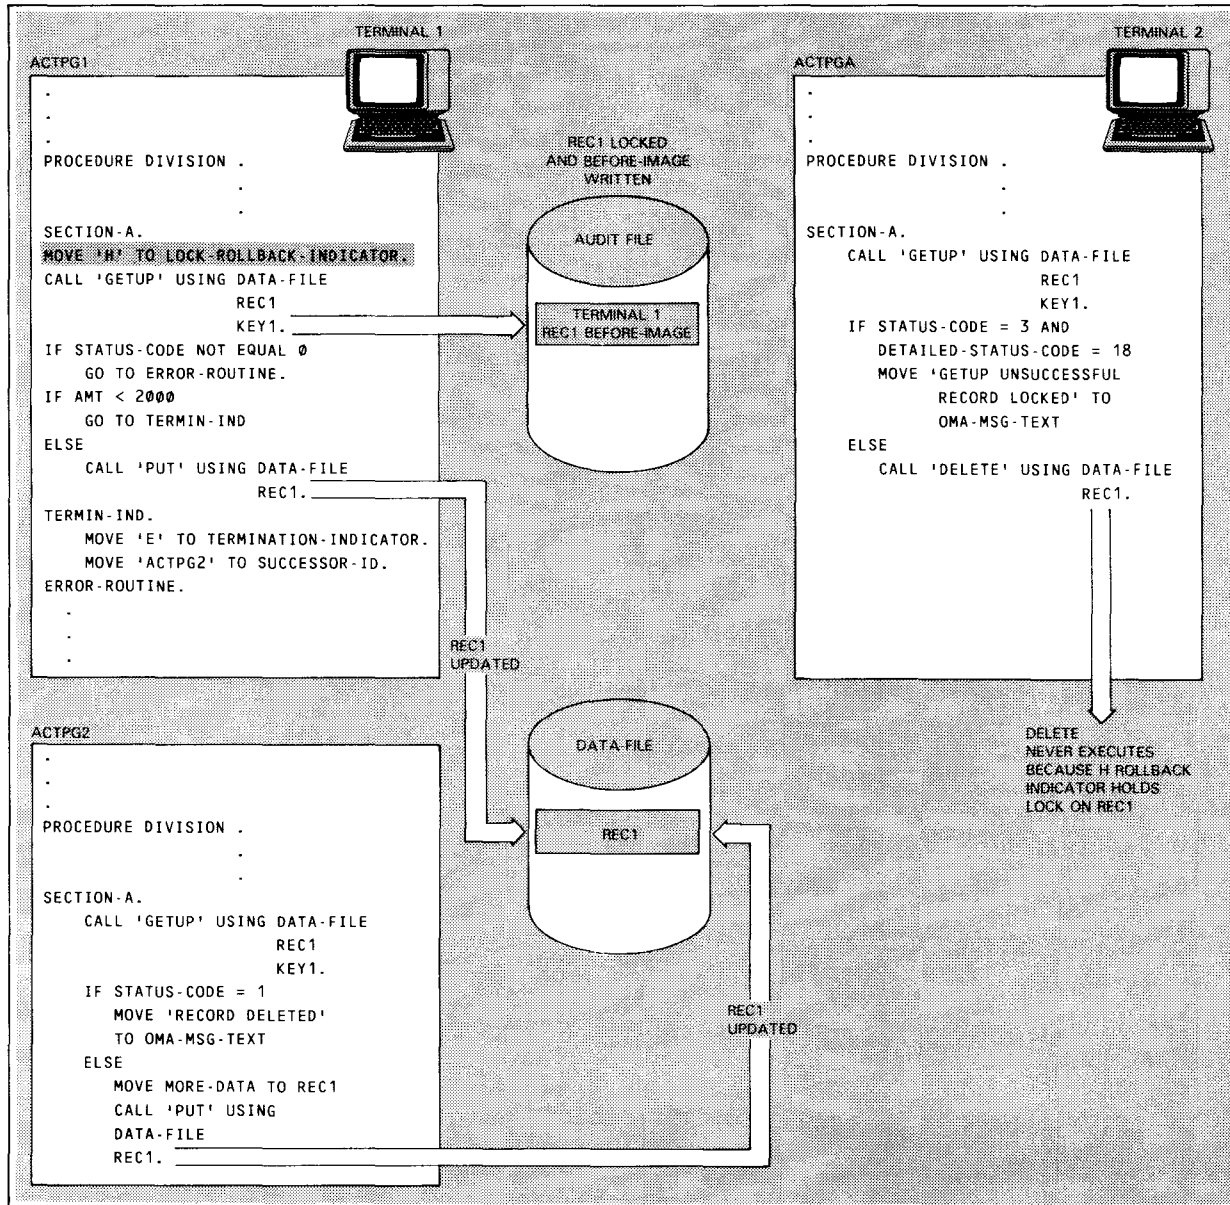 TERMINAL 1
ACTPG1
.
.
.
PROCEDURE DIVISION .
.
.
SECTION-A.
MOVE 'H' TO LOCK-ROLLBACK-INDICATOR.
CALL 'GETUP' USING DATA-FILE
REC1
KEY1.
IF STATUS-CODE NOT EQUAL 0
GO TO ERROR-ROUTINE.
IF AMT < 2000
GO TO TERMIN-IND
ELSE
CALL 'PUT' USING DATA-FILE
REC1.
TERMIN-IND.
MOVE 'E' TO TERMINATION-INDICATOR.
MOVE 'ACTPG2' TO SUCCESSOR-ID.
ERROR-ROUTINE.
.
.
.
REC1 LOCKED
AND BEFORE-IMAGE
WRITTEN
AUDIT FILE
TERMINAL 1
REC1 BEFORE-IMAGE
TERMINAL 2
ACTPGA
.
.
.
PROCEDURE DIVISION .
.
.
SECTION-A.
CALL 'GETUP' USING DATA-FILE
REC1
KEY1.
IF STATUS-CODE = 3 AND
DETAILED-STATUS-CODE = 18
MOVE 'GETUP UNSUCCESSFUL
RECORD LOCKED' TO
OMA-MSG-TEXT
ELSE
CALL 'DELETE' USING DATA-FILE
REC1.
DELETE
NEVER EXECUTES
BECAUSE H ROLLBACK
INDICATOR HOLDS
LOCK ON REC1
REC1
UPDATED
ACTPG2
.
.
.
PROCEDURE DIVISION .
.
.
SECTION-A.
CALL 'GETUP' USING DATA-FILE
REC1
KEY1.
IF STATUS-CODE = 1
MOVE 'RECORD DELETED'
TO OMA-MSG-TEXT
ELSE
MOVE MORE-DATA TO REC1
CALL 'PUT' USING
DATA-FILE
REC1.
DATA-FILE
REC1
REC1
UPDATED